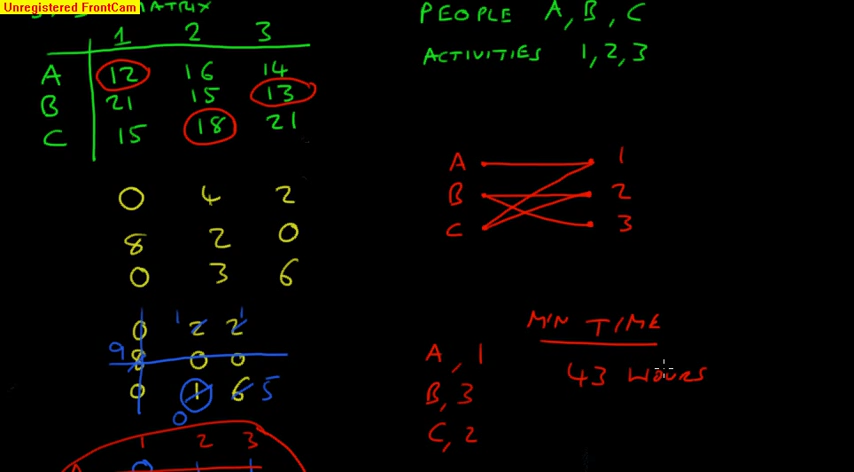 Unregistered FrontCam
MATRIX
1 2 3
A 12 16 14
B 21 15 13
C 15 18 21
0 4 2
8 2 0
0 3 6
1 1
0 2 2
9
8 0 0
0 1 6 5
0
1 2 3
PEOPLE A, B, C
ACTIVITIES 1, 2, 3
A 1
B 2
C 3
MIN TIME
43 HOURS
A, 1
B, 3
C, 2